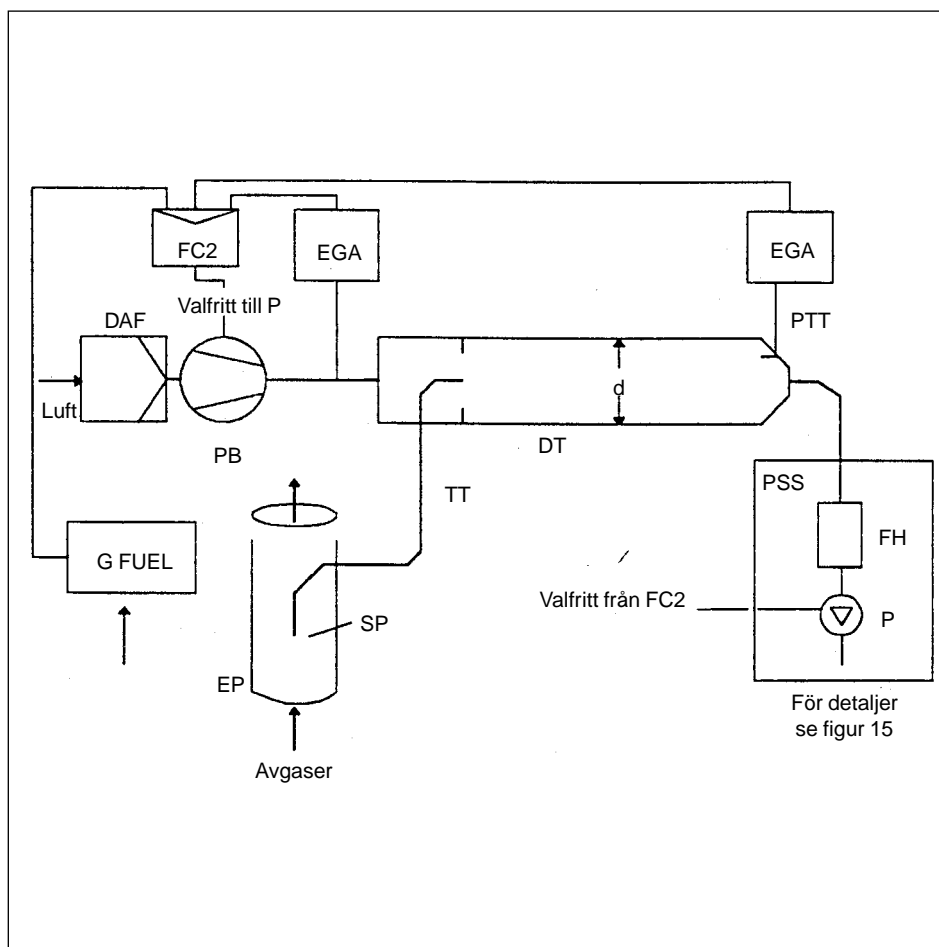 FC2
EGA
EGA
Valfritt till P
DAF
PTT
Luft
d
PB
DT
TT
PSS
G FUEL
FH
SP
Valfritt från FC2
P
EP
För detaljer
se figur 15
Avgaser